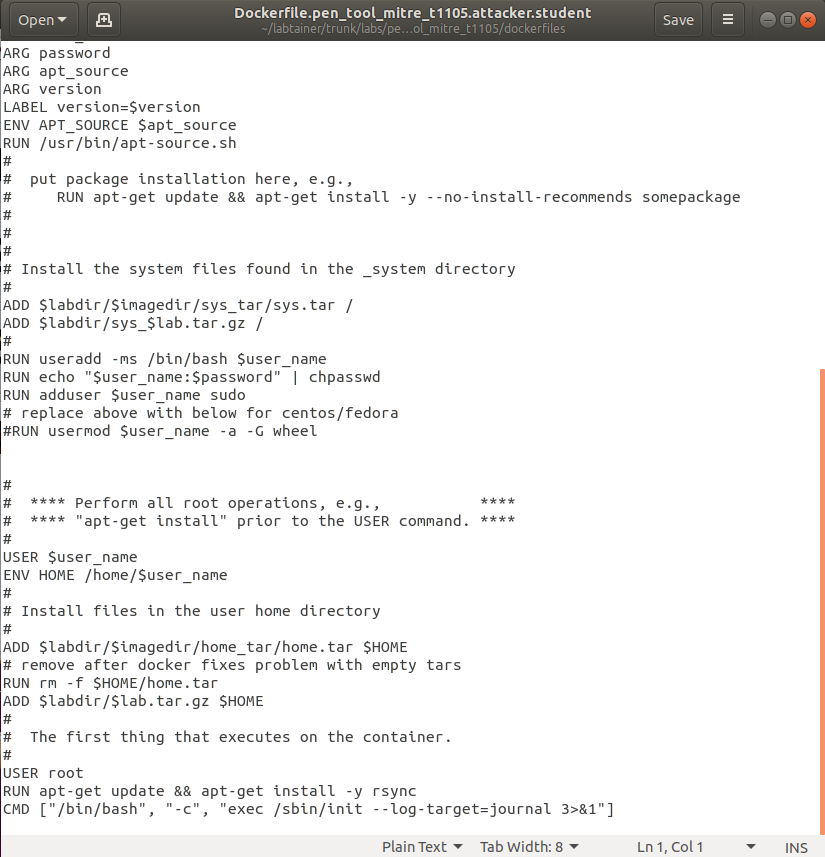 Open
Dockerfile.pen_tool_mitre_t1105.attacker.student
~/labtainer/trunk/labs/pe…ol_mitre_t1105/dockerfiles
Save
ARG password
ARG apt_source
ARG version
LABEL version=$version
ENV APT_SOURCE $apt_source
RUN /usr/bin/apt-source.sh
#
#  put package installation here, e.g.,
#     RUN apt-get update && apt-get install -y --no-install-recommends somepackage
#
#
#
# Install the system files found in the _system directory
#
ADD $labdir/$imagedir/sys_tar/sys.tar /
ADD $labdir/sys_$lab.tar.gz /
#
RUN useradd -ms /bin/bash $user_name
RUN echo "$user_name:$password" | chpasswd
RUN adduser $user_name sudo
# replace above with below for centos/fedora
#RUN usermod $user_name -a -G wheel
#
#  **** Perform all root operations, e.g.,           ****
#  **** "apt-get install" prior to the USER command. ****
#
USER $user_name
ENV HOME /home/$user_name
#
# Install files in the user home directory
#
ADD $labdir/$imagedir/home_tar/home.tar $HOME
# remove after docker fixes problem with empty tars
RUN rm -f $HOME/home.tar
ADD $labdir/$lab.tar.gz $HOME
#
#  The first thing that executes on the container.
#
USER root
RUN apt-get update && apt-get install -y rsync
CMD ["/bin/bash", "-c", "exec /sbin/init --log-target=journal 3>&1"]
Plain Text Tab Width: 8 Ln 1, Col 1 INS